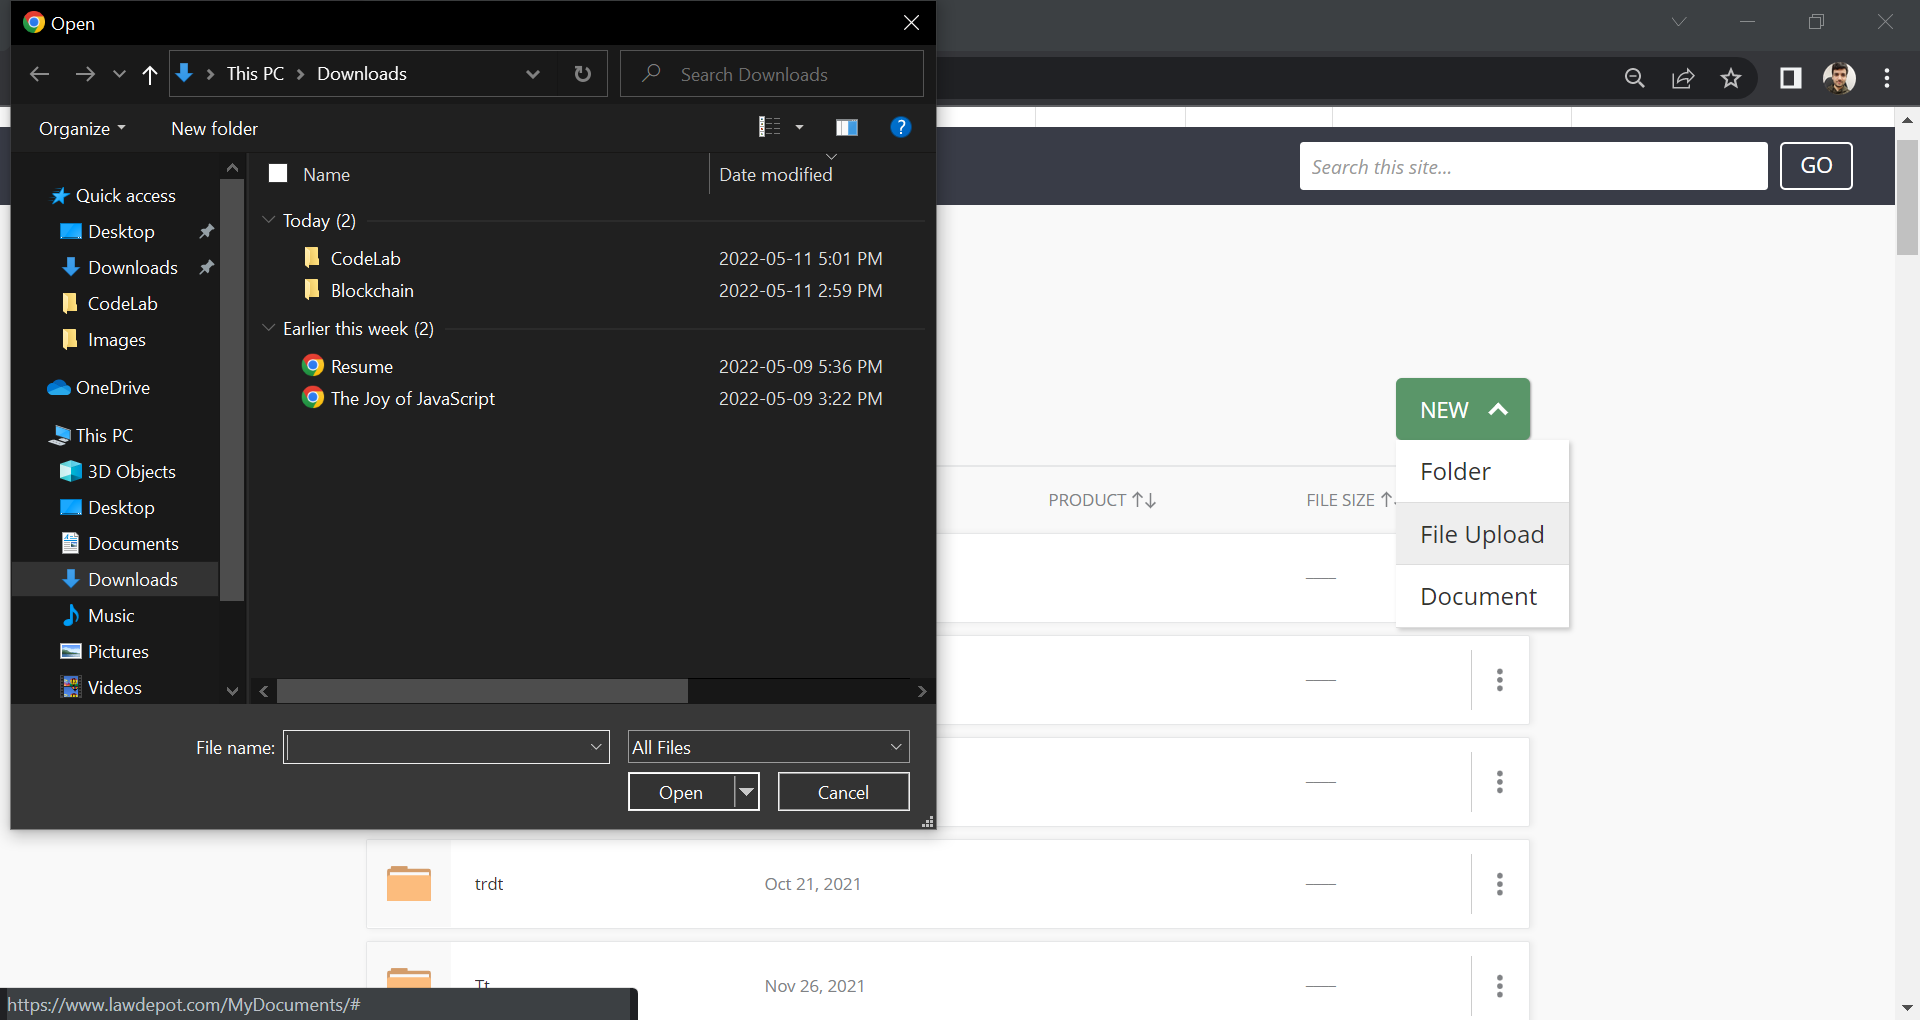 Open
This PC > Downloads
Search Downloads
Organize
New folder
?
Name
Date modified
Quick access
Desktop
Downloads
CodeLab
Images
OneDrive
This PC
3D Objects
Desktop
Documents
Downloads
Music
Pictures
Videos
Today (2)
CodeLab 2022-05-11 5:01 PM
Blockchain 2022-05-11 2:59 PM
Earlier this week (2)
Resume 2022-05-09 5:36 PM
The Joy of JavaScript 2022-05-09 3:22 PM
File name:
All Files
Open
Cancel
Search this site...
GO
NEW
Folder
File Upload
Document
PRODUCT
FILE SIZE
trdt Oct 21, 2021
Tt Nov 26, 2021
https://www.lawdepot.com/MyDocuments/#